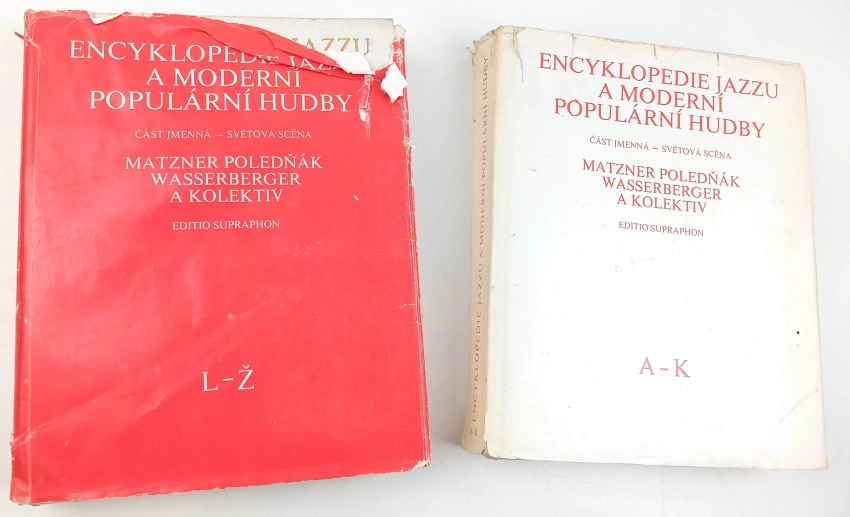 JAZZU
ENCYKLOPEDIE JAZZ
A MODERNÍ
POPULÁRNÍ HUDBY
ČÁST JMENNÁ – SVĚTOVÁ SCÉNA
MATZNER POLEDŇÁK
WASSERBERGER
A KOLEKTIV
EDITIO SUPRAPHON
L-Ž
ENCYKLOPEDIE JAZZU A MODERNÍ POPULÁRNÍ HUDBY
ENCYKLOPEDIE JAZZU
A MODERNÍ
POPULÁRNÍ HUDBY
ČÁST JMENNÁ – SVĚTOVÁ SCÉNA
MATZNER POLEDŇÁK
WASSERBERGER
A KOLEKTIV
EDITIO SUPRAPHON
A-K